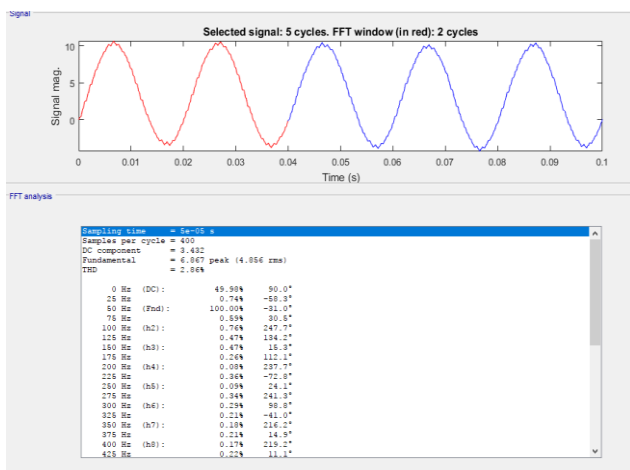 Signal
Selected signal: 5 cycles. FFT window (in red): 2 cycles
10
5
0
Signal mag.
0 0.01 0.02 0.03 0.04 0.05 0.06 0.07 0.08 0.09 0.1
Time (s)
FFT analysis
Sampling time = 5e-05 s
Samples per cycle = 400
DC component = 3.432
Fundamental = 6.867 peak (4.856 rms)
THD = 2.86%
0 Hz (DC): 49.98% 90.0°
25 Hz 0.74% -58.3°
50 Hz (Fnd): 100.00% -31.0°
75 Hz 0.59% 30.5°
100 Hz (h2): 0.76% 247.7°
125 Hz 0.47% 134.2°
150 Hz (h3): 0.47% 15.3°
175 Hz 0.26% 112.1°
200 Hz (h4): 0.08% 237.7°
225 Hz 0.36% -72.8°
250 Hz (h5): 0.09% 24.1°
275 Hz 0.34% 241.3°
300 Hz (h6): 0.29% 98.8°
325 Hz 0.21% -41.0°
350 Hz (h7): 0.18% 216.2°
375 Hz 0.21% 14.9°
400 Hz (h8): 0.17% 219.2°
425 Hz 0.22% 11.1°